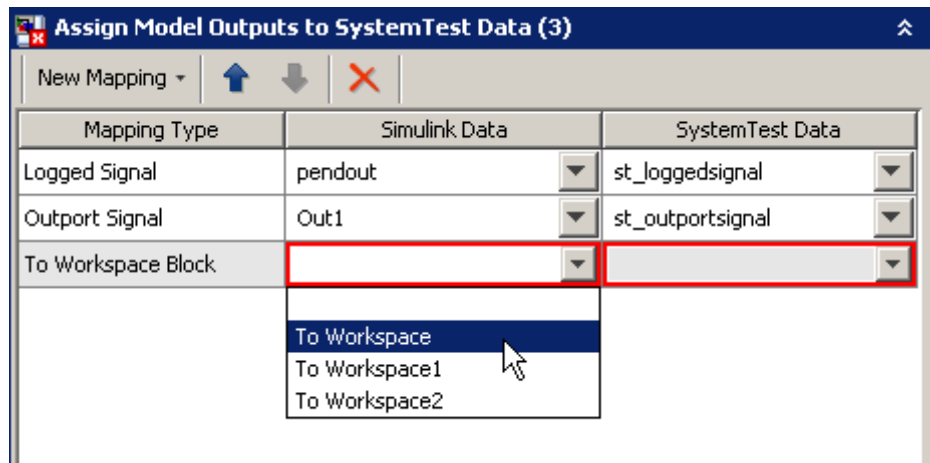 Assign Model Outputs to SystemTest Data (3)
New Mapping
Mapping Type Simulink Data SystemTest Data
Logged Signal pendout st_loggedsignal
Outport Signal Out1 st_outportsignal
To Workspace Block
To Workspace
To Workspace1
To Workspace2